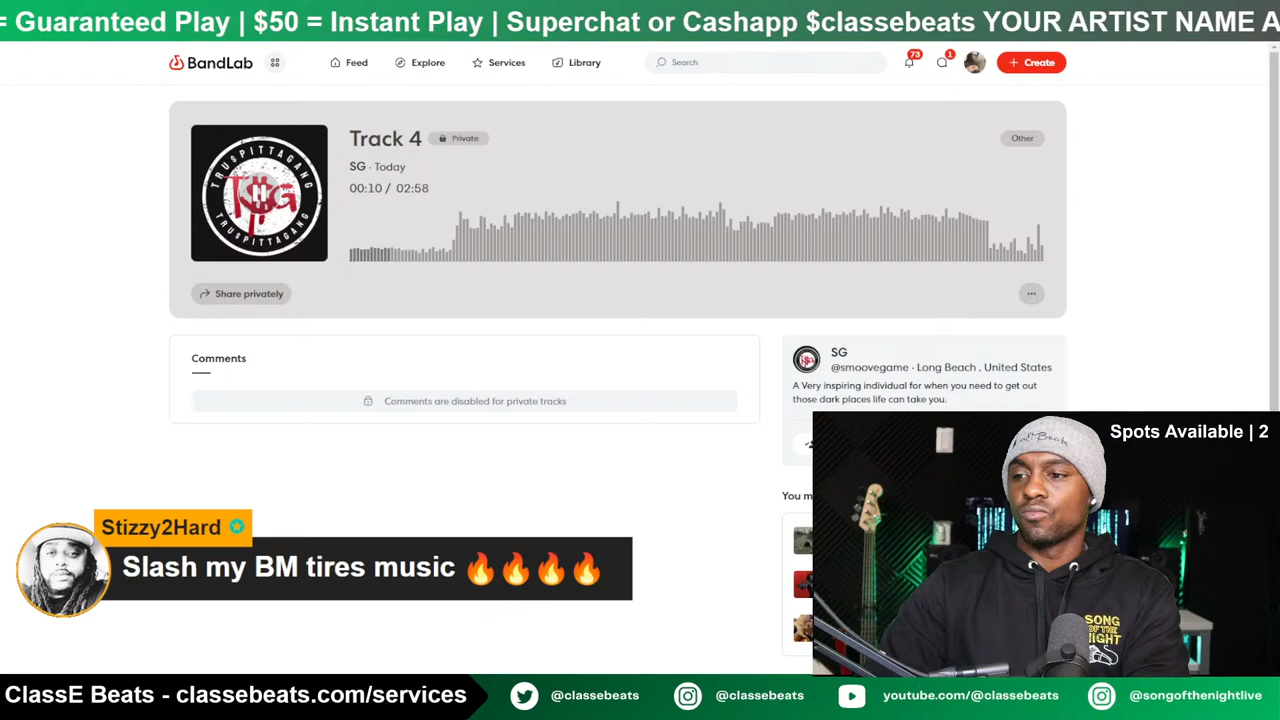 = Guaranteed Play | $50 = Instant Play | Superchat or Cashapp $classebeats YOUR ARTIST NAME A
BandLab
Feed
Explore
Services
Library
Search
73
1
+ Create
Track 4
Private
Other
SG · Today
00:10 / 02:58
TRUSPITTAGANG
TRUSPITTAGANG
Share privately
Comments
Comments are disabled for private tracks
SG
@smoovegame · Long Beach , United States
A Very inspiring individual for when you need to get out
those dark places life can take you.
You m
Spots Available | 2
Stizzy2Hard
Slash my BM tires music 🔥🔥🔥🔥
SONG
OF THE
NIGHT
ClassE Beats - classebeats.com/services
@classebeats
@classebeats
youtube.com/@classebeats
@songofthenightlive